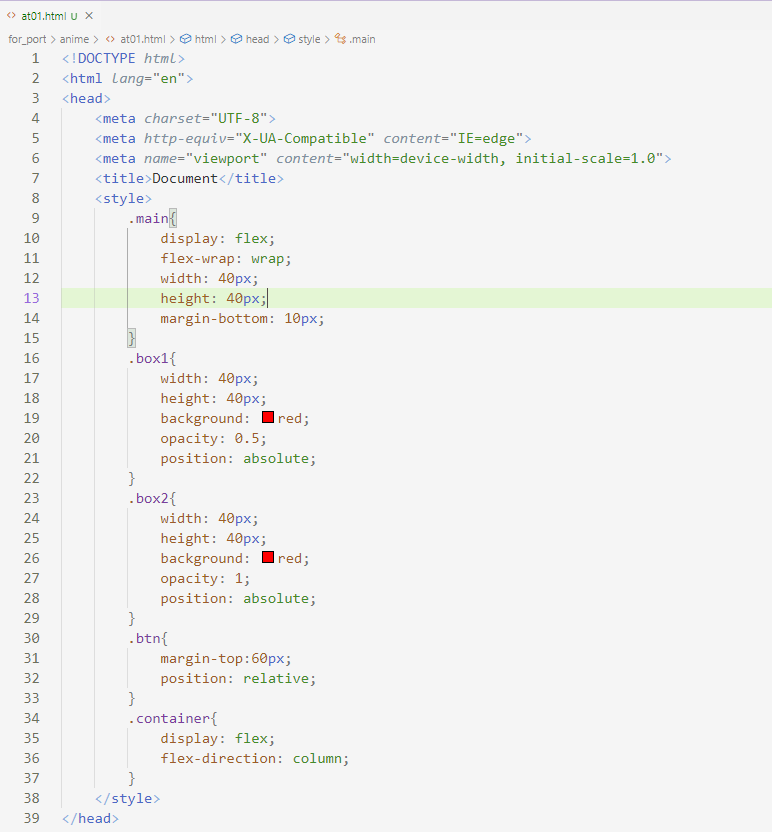 at01.html U ×
for_port > anime > <> at01.html > html > head > style > .main
1 <!DOCTYPE html>
2 <html lang="en">
3 <head>
4     <meta charset="UTF-8">
5     <meta http-equiv="X-UA-Compatible" content="IE=edge">
6     <meta name="viewport" content="width=device-width, initial-scale=1.0">
7     <title>Document</title>
8     <style>
9         .main{
10             display: flex;
11             flex-wrap: wrap;
12             width: 40px;
13             height: 40px;
14             margin-bottom: 10px;
15         }
16         .box1{
17             width: 40px;
18             height: 40px;
19             background: red;
20             opacity: 0.5;
21             position: absolute;
22         }
23         .box2{
24             width: 40px;
25             height: 40px;
26             background: red;
27             opacity: 1;
28             position: absolute;
29         }
30         .btn{
31             margin-top:60px;
32             position: relative;
33         }
34         .container{
35             display: flex;
36             flex-direction: column;
37         }
38     </style>
39 </head>